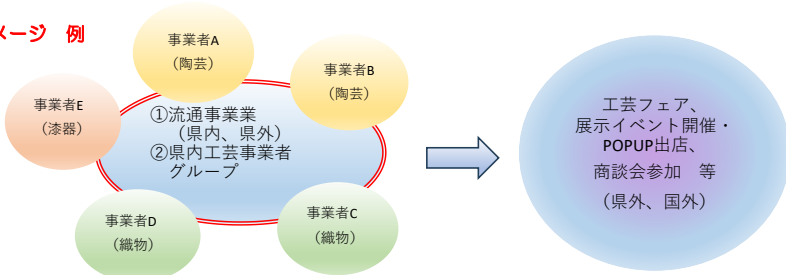 メージ 例
事業者A
（陶芸）
事業者B
（陶芸）
事業者E
（漆器）
①流通事業業
（県内、県外）
②県内工芸事業者
グループ
事業者D
（織物）
事業者C
（織物）
工芸フェア、
展示イベント開催・
POPUP出店、
商談会参加 等
（県外、国外）